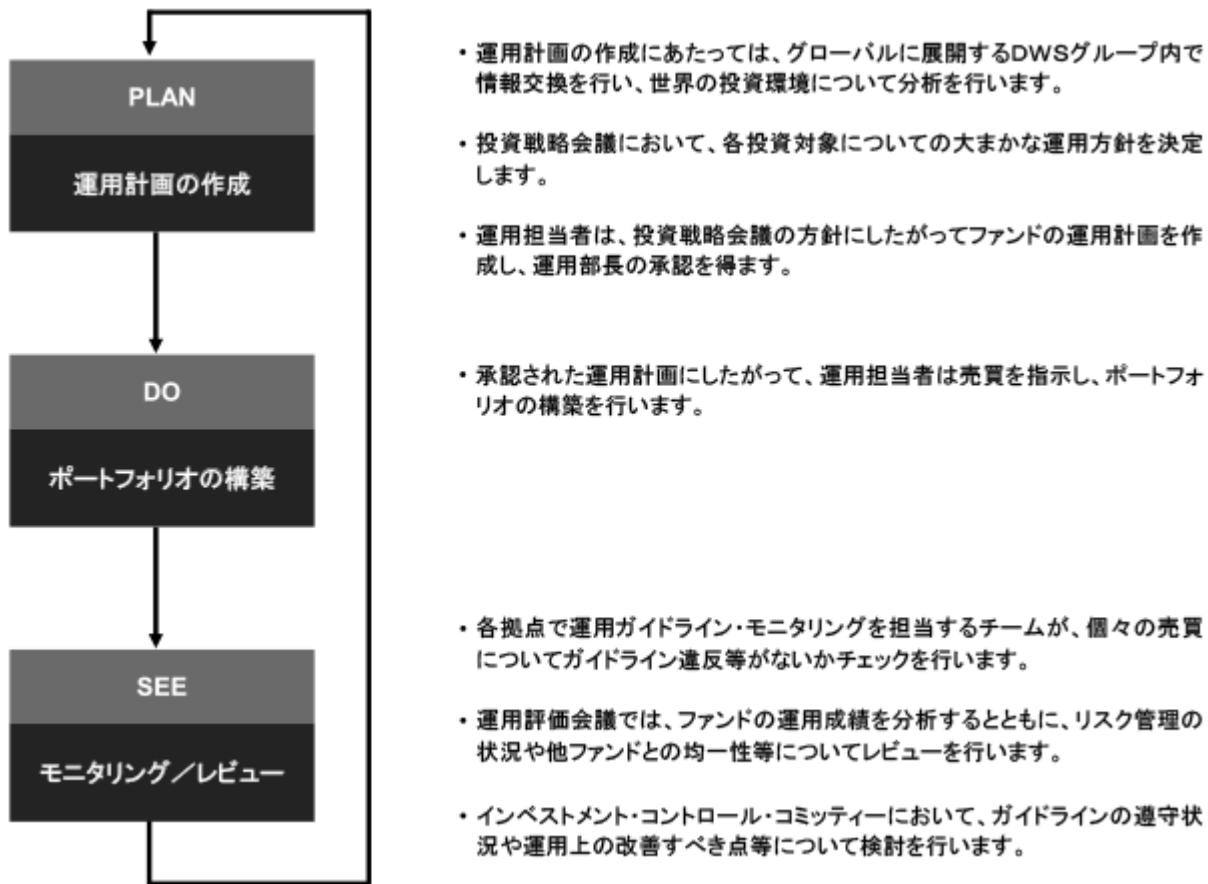 PLAN
運用計画の作成
・運用計画の作成にあたっては、グローバルに展開するDWSグループ内で
情報交換を行い、世界の投資環境について分析を行います。
・投資戦略会議において、各投資対象についての大まかな運用方針を決定
します。
・運用担当者は、投資戦略会議の方針にしたがってファンドの運用計画を作
成し、運用部長の承認を得ます。
DO
ポートフォリオの構築
・承認された運用計画にしたがって、運用担当者は売買を指示し、ポートフォ
リオの構築を行います。
SEE
モニタリング／レビュー
・各拠点で運用ガイドライン・モニタリングを担当するチームが、個々の売買
についてガイドライン違反等がないかチェックを行います。
・運用評価会議では、ファンドの運用成績を分析するとともに、リスク管理の
状況や他ファンドとの均一性等についてレビューを行います。
・インベストメント・コントロール・コミッティーにおいて、ガイドラインの遵守状
況や運用上の改善すべき点等について検討を行います。